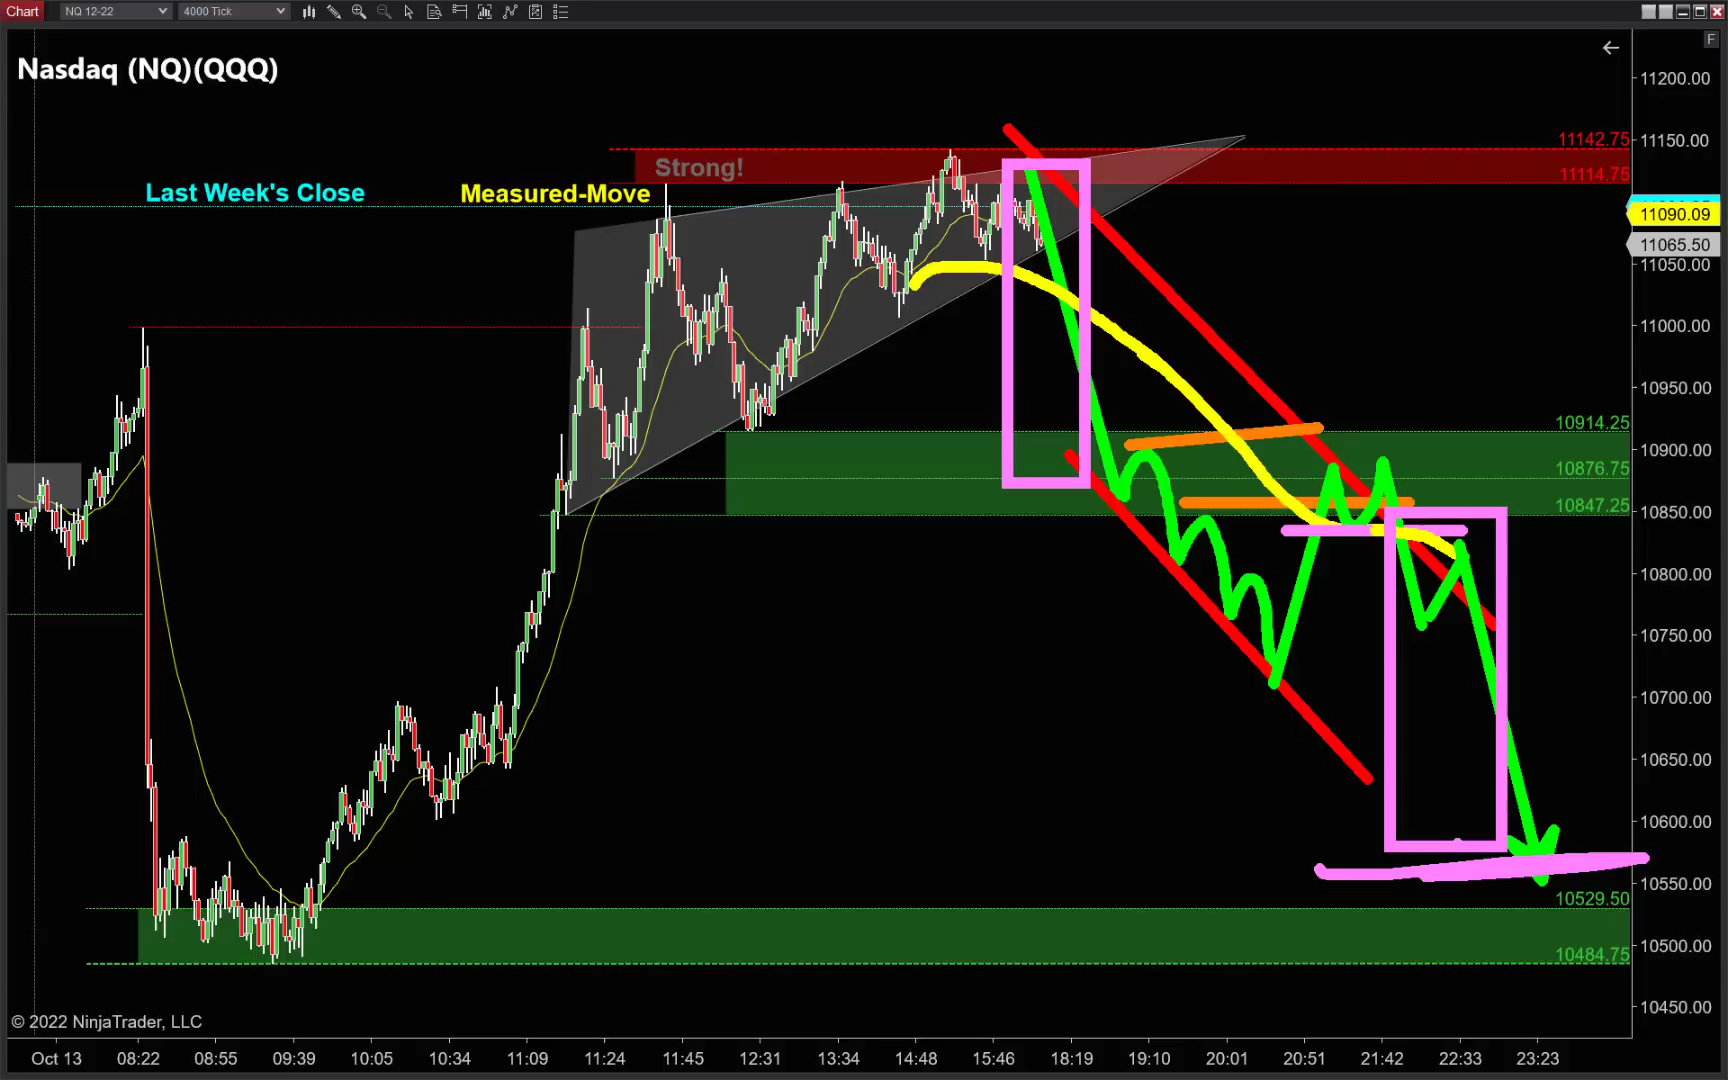 Chart
NQ 12-22
4000 Tick
F
Nasdaq (NQ)(QQQ)
11200.00
11142.75
11150.00
Strong!
11114.75
Last Week's Close
Measured-Move
11090.09
11065.50
11050.00
11000.00
10950.00
10914.25
10900.00
10876.75
10847.25
10850.00
10800.00
10750.00
10700.00
10650.00
10600.00
10550.00
10529.50
10500.00
10484.75
10450.00
© 2022 NinjaTrader, LLC
Oct 13 08:22 08:55 09:39 10:05 10:34 11:09 11:24 11:45 12:31 13:34 14:48 15:46 18:19 19:10 20:01 20:51 21:42 22:33 23:23